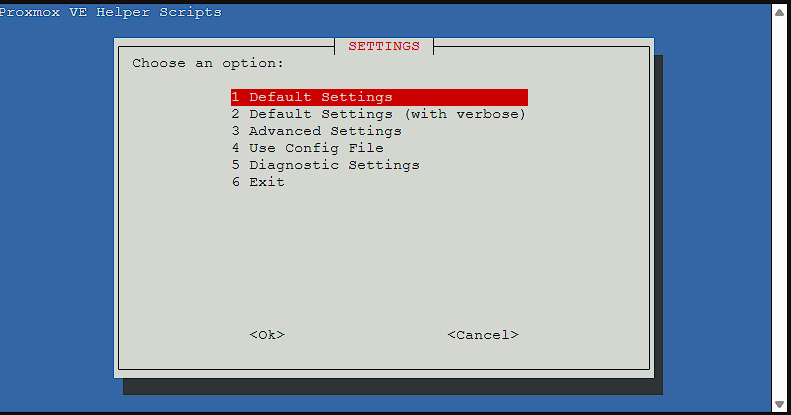 Proxmox VE Helper Scripts
SETTINGS
Choose an option:
1 Default Settings
2 Default Settings (with verbose)
3 Advanced Settings
4 Use Config File
5 Diagnostic Settings
6 Exit
<Ok> <Cancel>